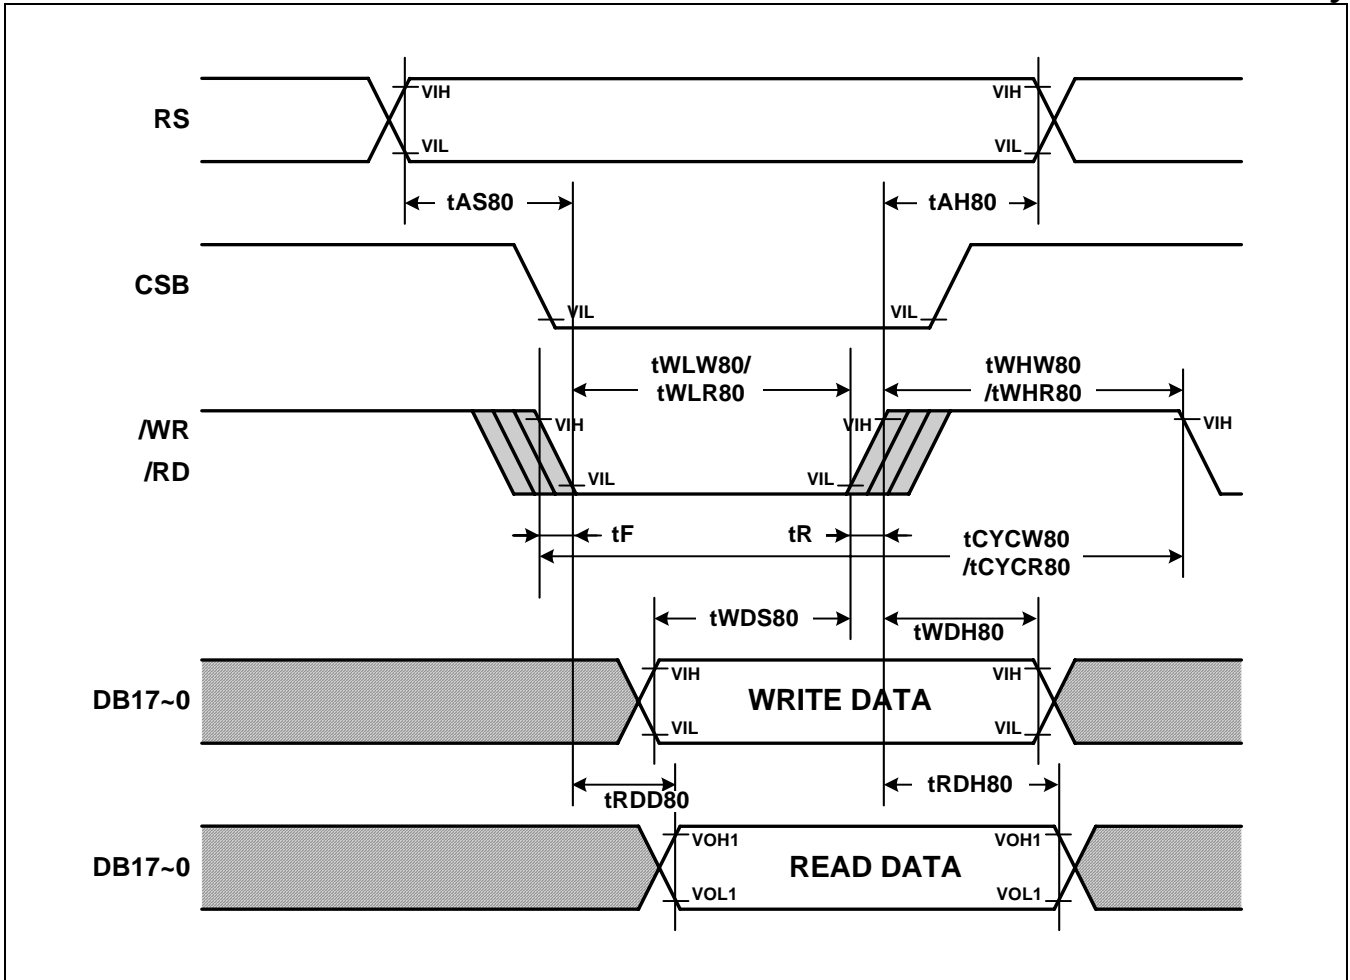 RS
VIH
VIH
VIL
VIL
tAS80
tAH80
CSB
VIL
VIL
tWLW80/
tWLR80
tWHW80
/tWHR80
/WR
/RD
VIH
VIH
VIH
VIL
VIL
tF
tR
tCYCW80
/tCYCR80
tWDS80
tWDH80
DB17~0
VIH
WRITE DATA
VIH
VIL
VIL
tRDD80
tRDH80
DB17~0
VOH1
READ DATA
VOH1
VOL1
VOL1